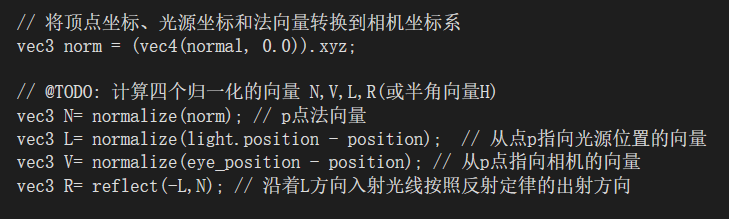 // 将顶点坐标、光源坐标和法向量转换到相机坐标系
vec3 norm = (vec4(normal, 0.0)).xyz;
// @TODO: 计算四个归一化的向量 N,V,L,R(或半角向量H)
vec3 N= normalize(norm); // p点法向量
vec3 L= normalize(light.position - position);  // 从点p指向光源位置的向量
vec3 V= normalize(eye_position - position); // 从p点指向相机的向量
vec3 R= reflect(-L,N); // 沿着L方向入射光线按照反射定律的出射方向